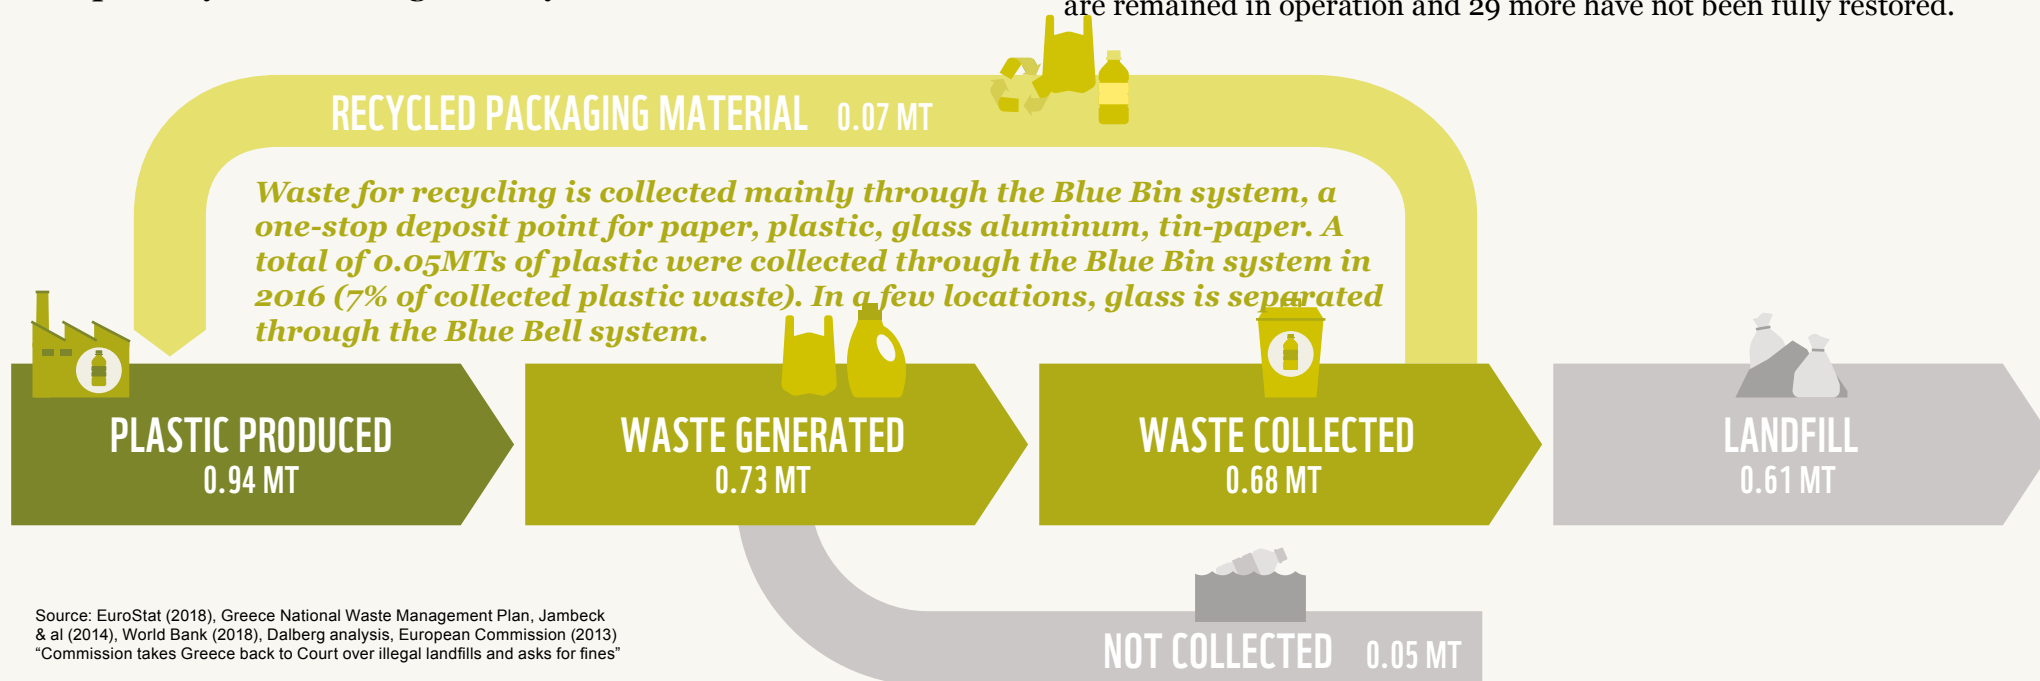 are remained in operation and 29 more have not been fully restored.
RECYCLED PACKAGING MATERIAL 0.07 MT
Waste for recycling is collected mainly through the Blue Bin system, a
one-stop deposit point for paper, plastic, glass aluminum, tin-paper. A
total of 0.05MTs of plastic were collected through the Blue Bin system in
2016 (7% of collected plastic waste). In a few locations, glass is separated
through the Blue Bell system.
PLASTIC PRODUCED
0.94 MT
WASTE GENERATED
0.73 MT
WASTE COLLECTED
0.68 MT
LANDFILL
0.61 MT
NOT COLLECTED 0.05 MT
Source: EuroStat (2018), Greece National Waste Management Plan, Jambeck
& al (2014), World Bank (2018), Dalberg analysis, European Commission (2013)
“Commission takes Greece back to Court over illegal landfills and asks for fines”